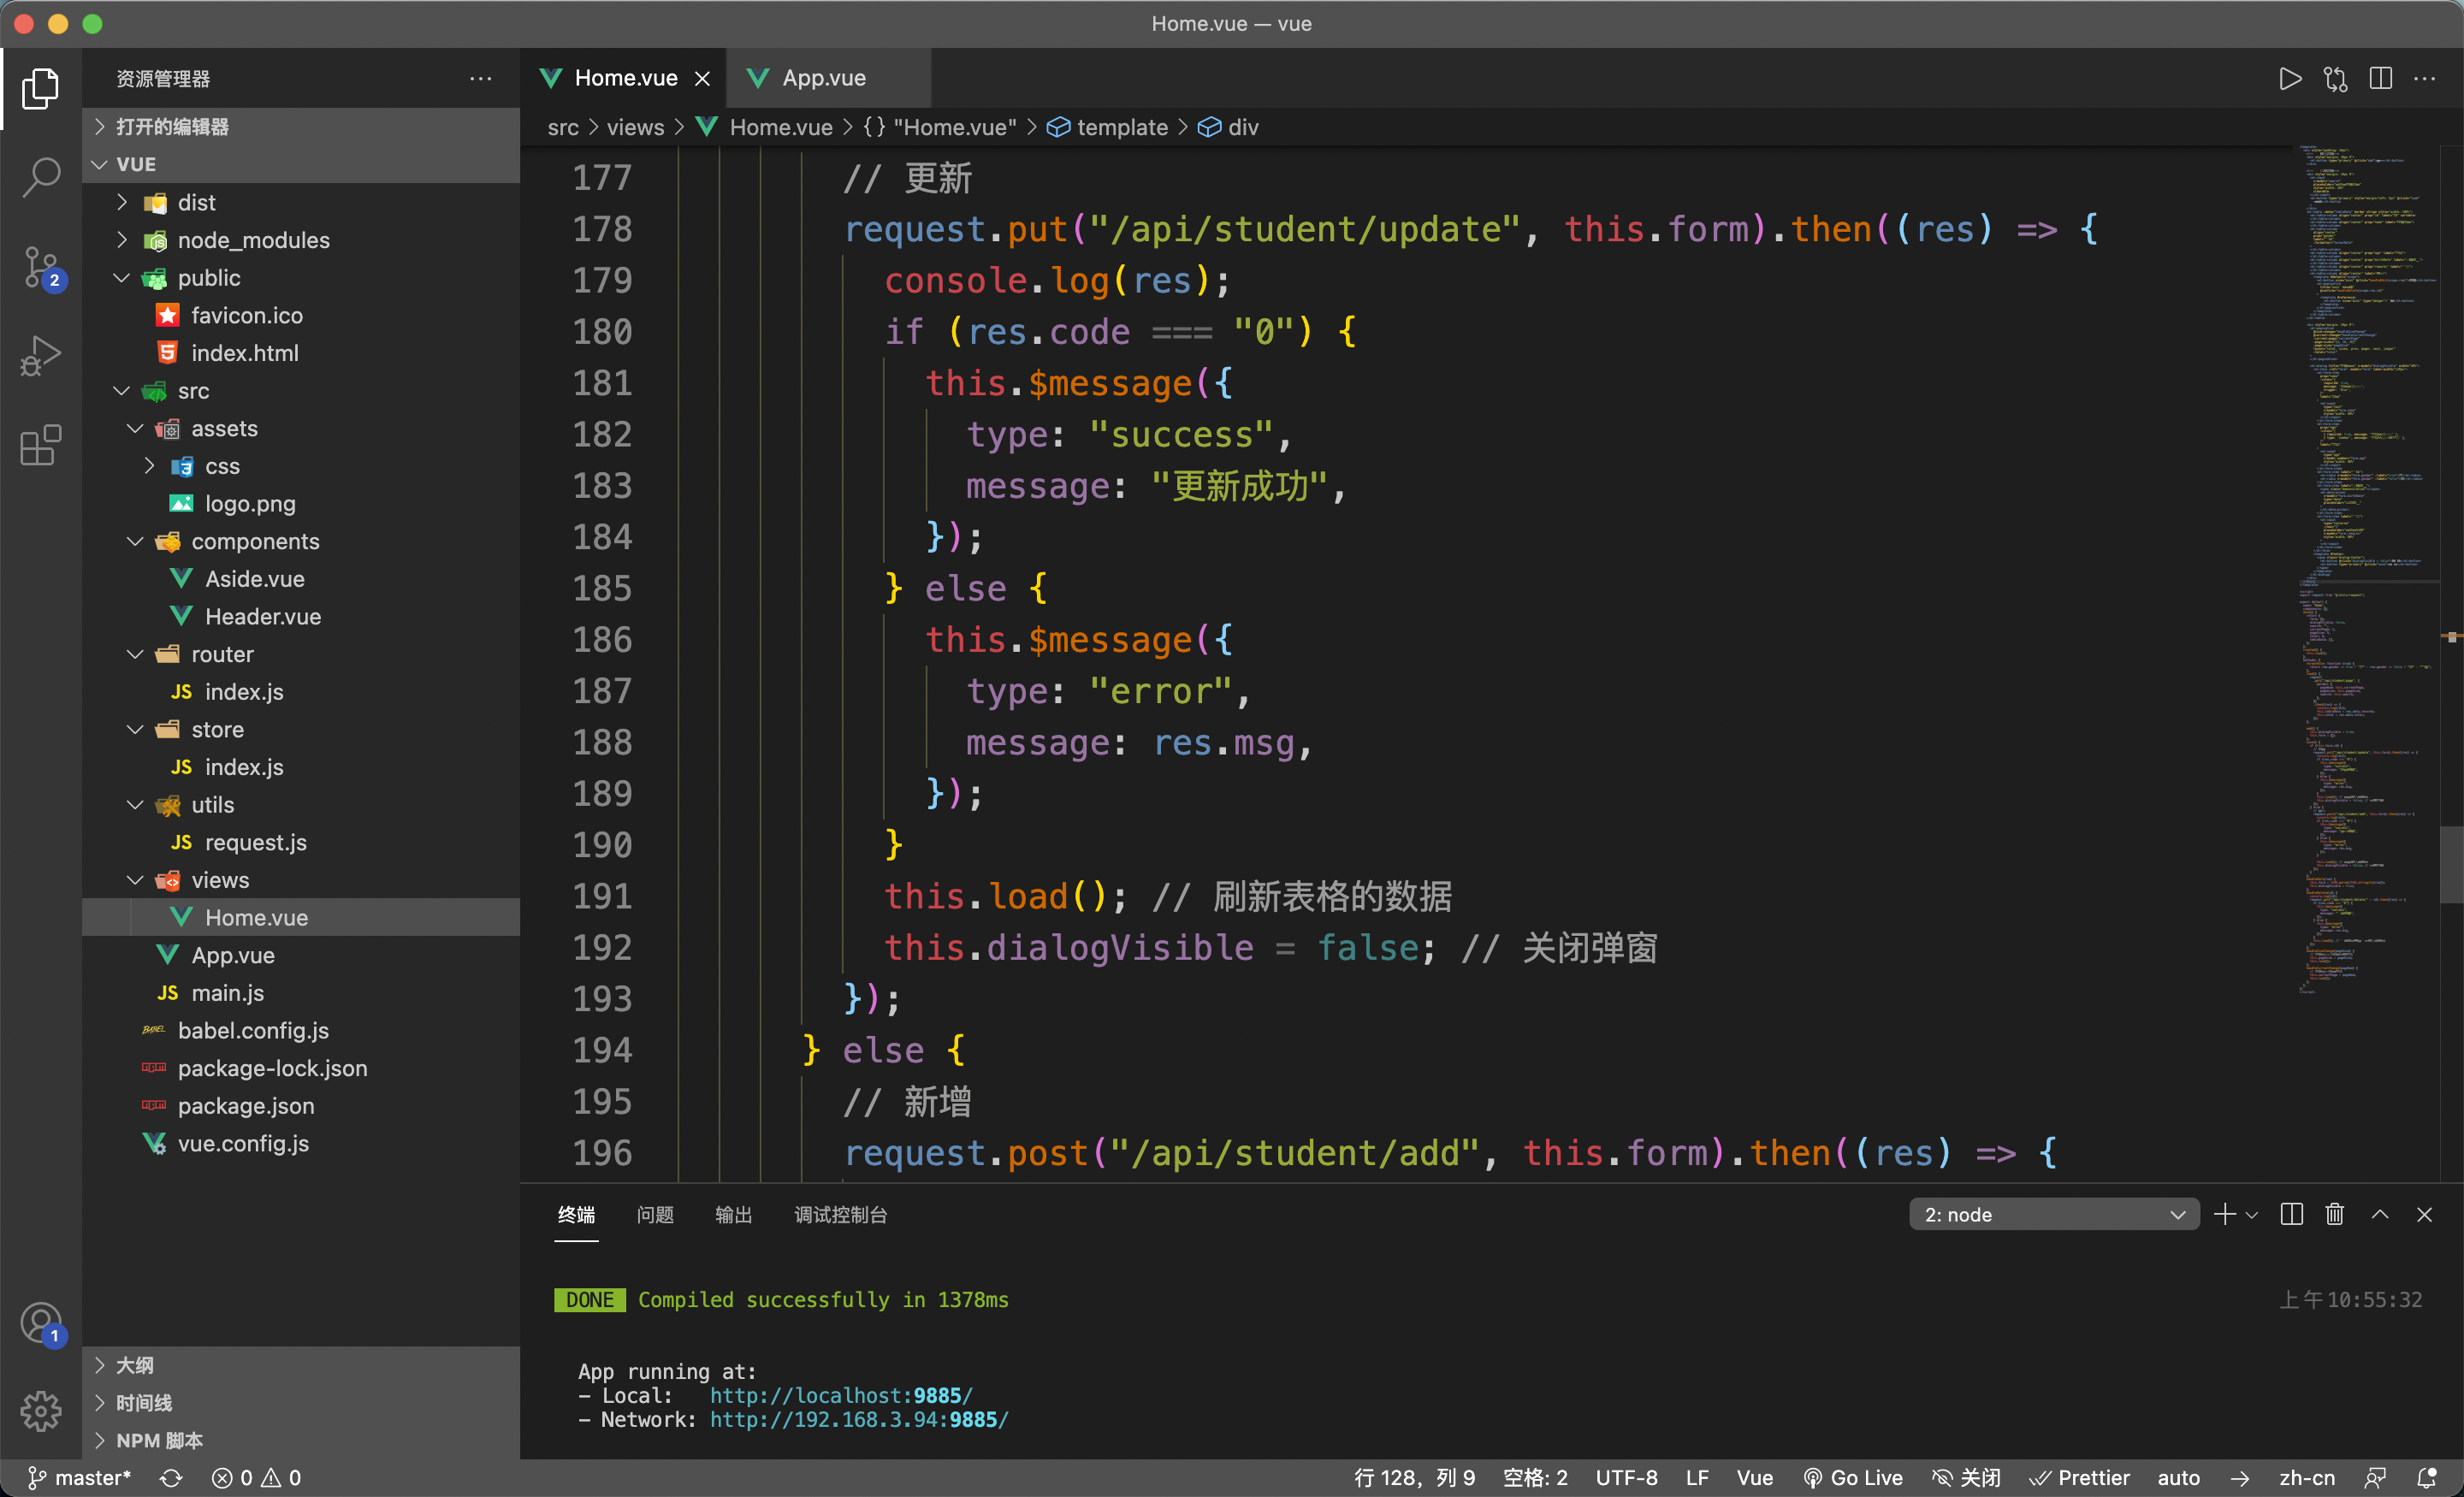 Home.vue — vue
资源管理器
Home.vue
App.vue
打开的编辑器
src > views > Home.vue > {} "Home.vue" > template > div
VUE
dist
node_modules
public
favicon.ico
index.html
src
assets
css
logo.png
components
Aside.vue
Header.vue
router
JS index.js
store
JS index.js
utils
JS request.js
views
Home.vue
App.vue
JS main.js
babel.config.js
package-lock.json
package.json
vue.config.js
大纲
时间线
NPM 脚本
2
1
177 // 更新
178 request.put("/api/student/update", this.form).then((res) => {
179 console.log(res);
180 if (res.code === "0") {
181 this.$message({
182 type: "success",
183 message: "更新成功",
184 });
185 } else {
186 this.$message({
187 type: "error",
188 message: res.msg,
189 });
190 }
191 this.load(); // 刷新表格的数据
192 this.dialogVisible = false; // 关闭弹窗
193 });
194 } else {
195 // 新增
196 request.post("/api/student/add", this.form).then((res) => {
终端 问题 输出 调试控制台
2: node
DONE Compiled successfully in 1378ms
上午10:55:32
App running at:
- Local: http://localhost:9885/
- Network: http://192.168.3.94:9885/
master* 0 0
行 128，列 9 空格: 2 UTF-8 LF Vue Go Live 关闭 Prettier auto zh-cn